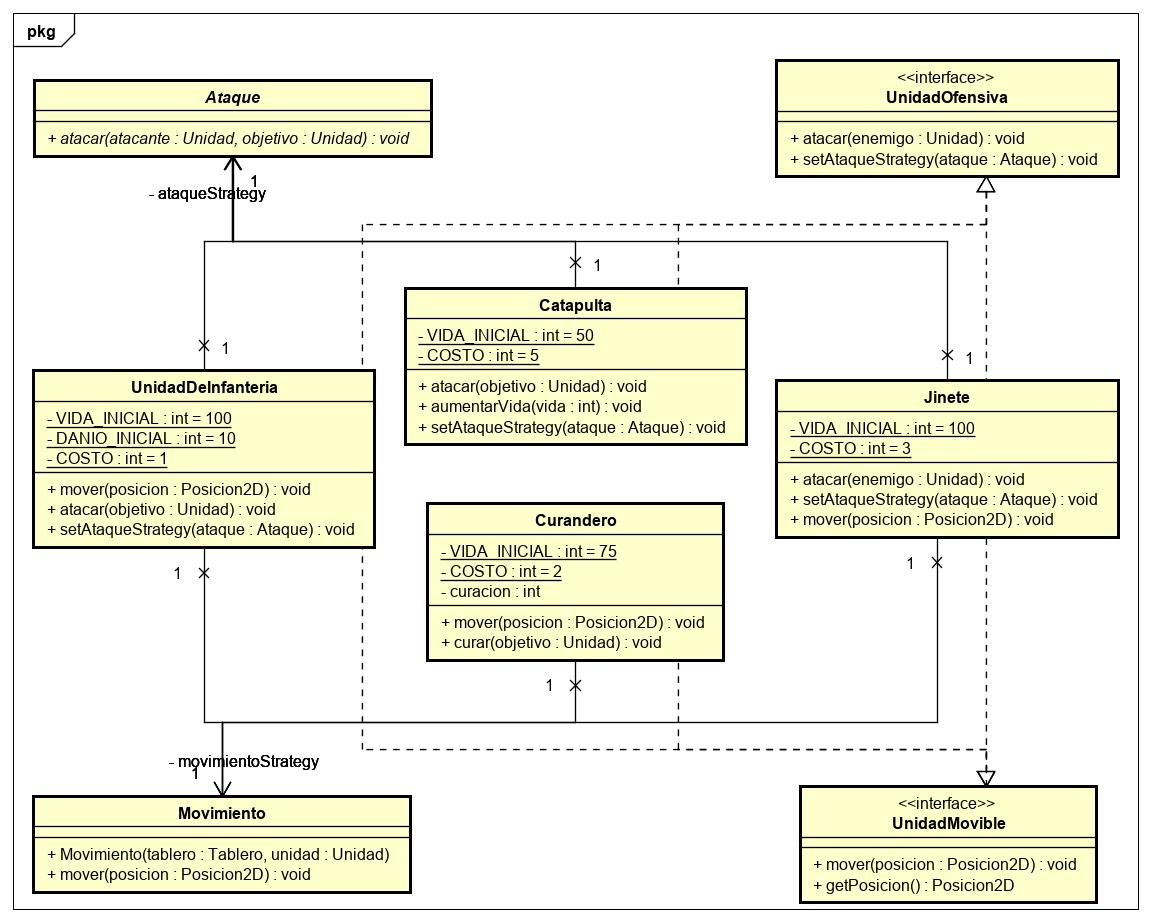 pkg
Ataque
+ atacar(atacante : Unidad, objetivo : Unidad) : void
<<interface>>
UnidadOfensiva
+ atacar(enemigo : Unidad) : void
+ setAtaqueStrategy(ataque : Ataque) : void
1
- ataqueStrategy
1
1
1
Catapulta
- VIDA_INICIAL : int = 50
- COSTO : int = 5
+ atacar(objetivo : Unidad) : void
+ aumentarVida(vida : int) : void
+ setAtaqueStrategy(ataque : Ataque) : void
UnidadDeInfanteria
- VIDA_INICIAL : int = 100
- DANIO_INICIAL : int = 10
- COSTO : int = 1
+ mover(posicion : Posicion2D) : void
+ atacar(objetivo : Unidad) : void
+ setAtaqueStrategy(ataque : Ataque) : void
Jinete
- VIDA_INICIAL : int = 100
- COSTO : int = 3
+ atacar(enemigo : Unidad) : void
+ setAtaqueStrategy(ataque : Ataque) : void
+ mover(posicion : Posicion2D) : void
Curandero
- VIDA_INICIAL : int = 75
- COSTO : int = 2
- curacion : int
+ mover(posicion : Posicion2D) : void
+ curar(objetivo : Unidad) : void
1
1
1
- movimientoStrategy
1
Movimiento
+ Movimiento(tablero : Tablero, unidad : Unidad)
+ mover(posicion : Posicion2D) : void
<<interface>>
UnidadMovible
+ mover(posicion : Posicion2D) : void
+ getPosicion() : Posicion2D